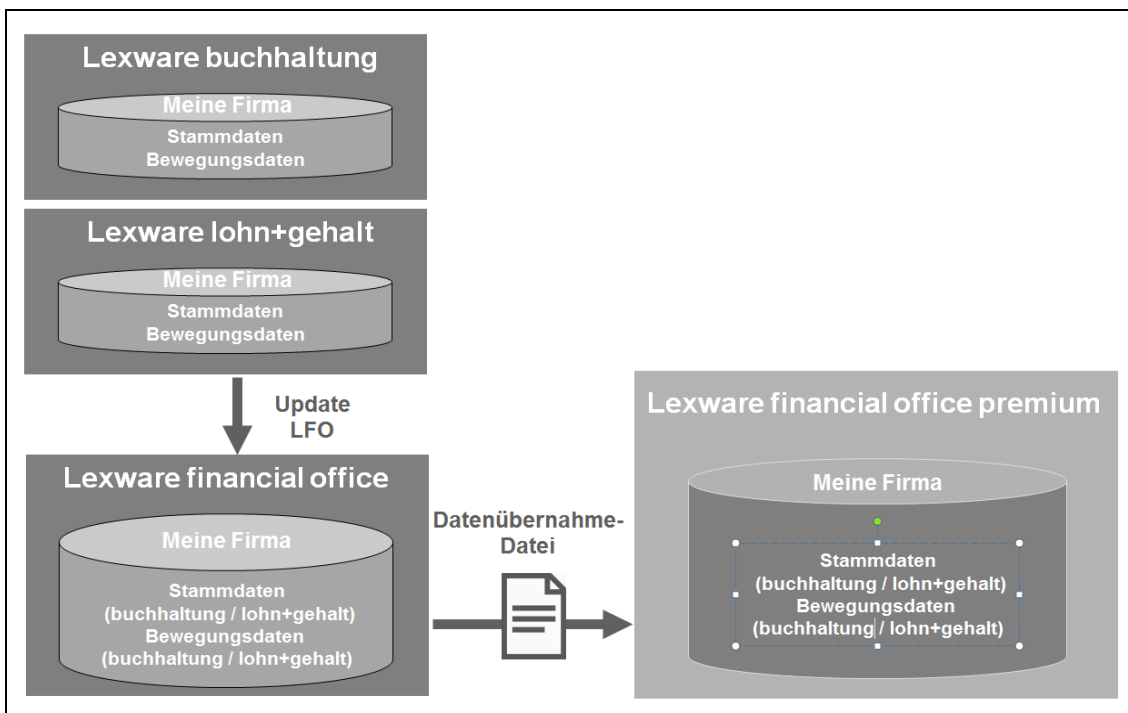 Lexware buchhaltung
Meine Firma
Stammdaten
Bewegungsdaten
Lexware lohn+gehalt
Meine Firma
Stammdaten
Bewegungsdaten
Update
LFO
Lexware financial office
Meine Firma
Stammdaten
(buchhaltung / lohn+gehalt)
Bewegungsdaten
(buchhaltung / lohn+gehalt)
Datenübernahme-
Datei
Lexware financial office premium
Meine Firma
Stammdaten
(buchhaltung / lohn+gehalt)
Bewegungsdaten
(buchhaltung / lohn+gehalt)